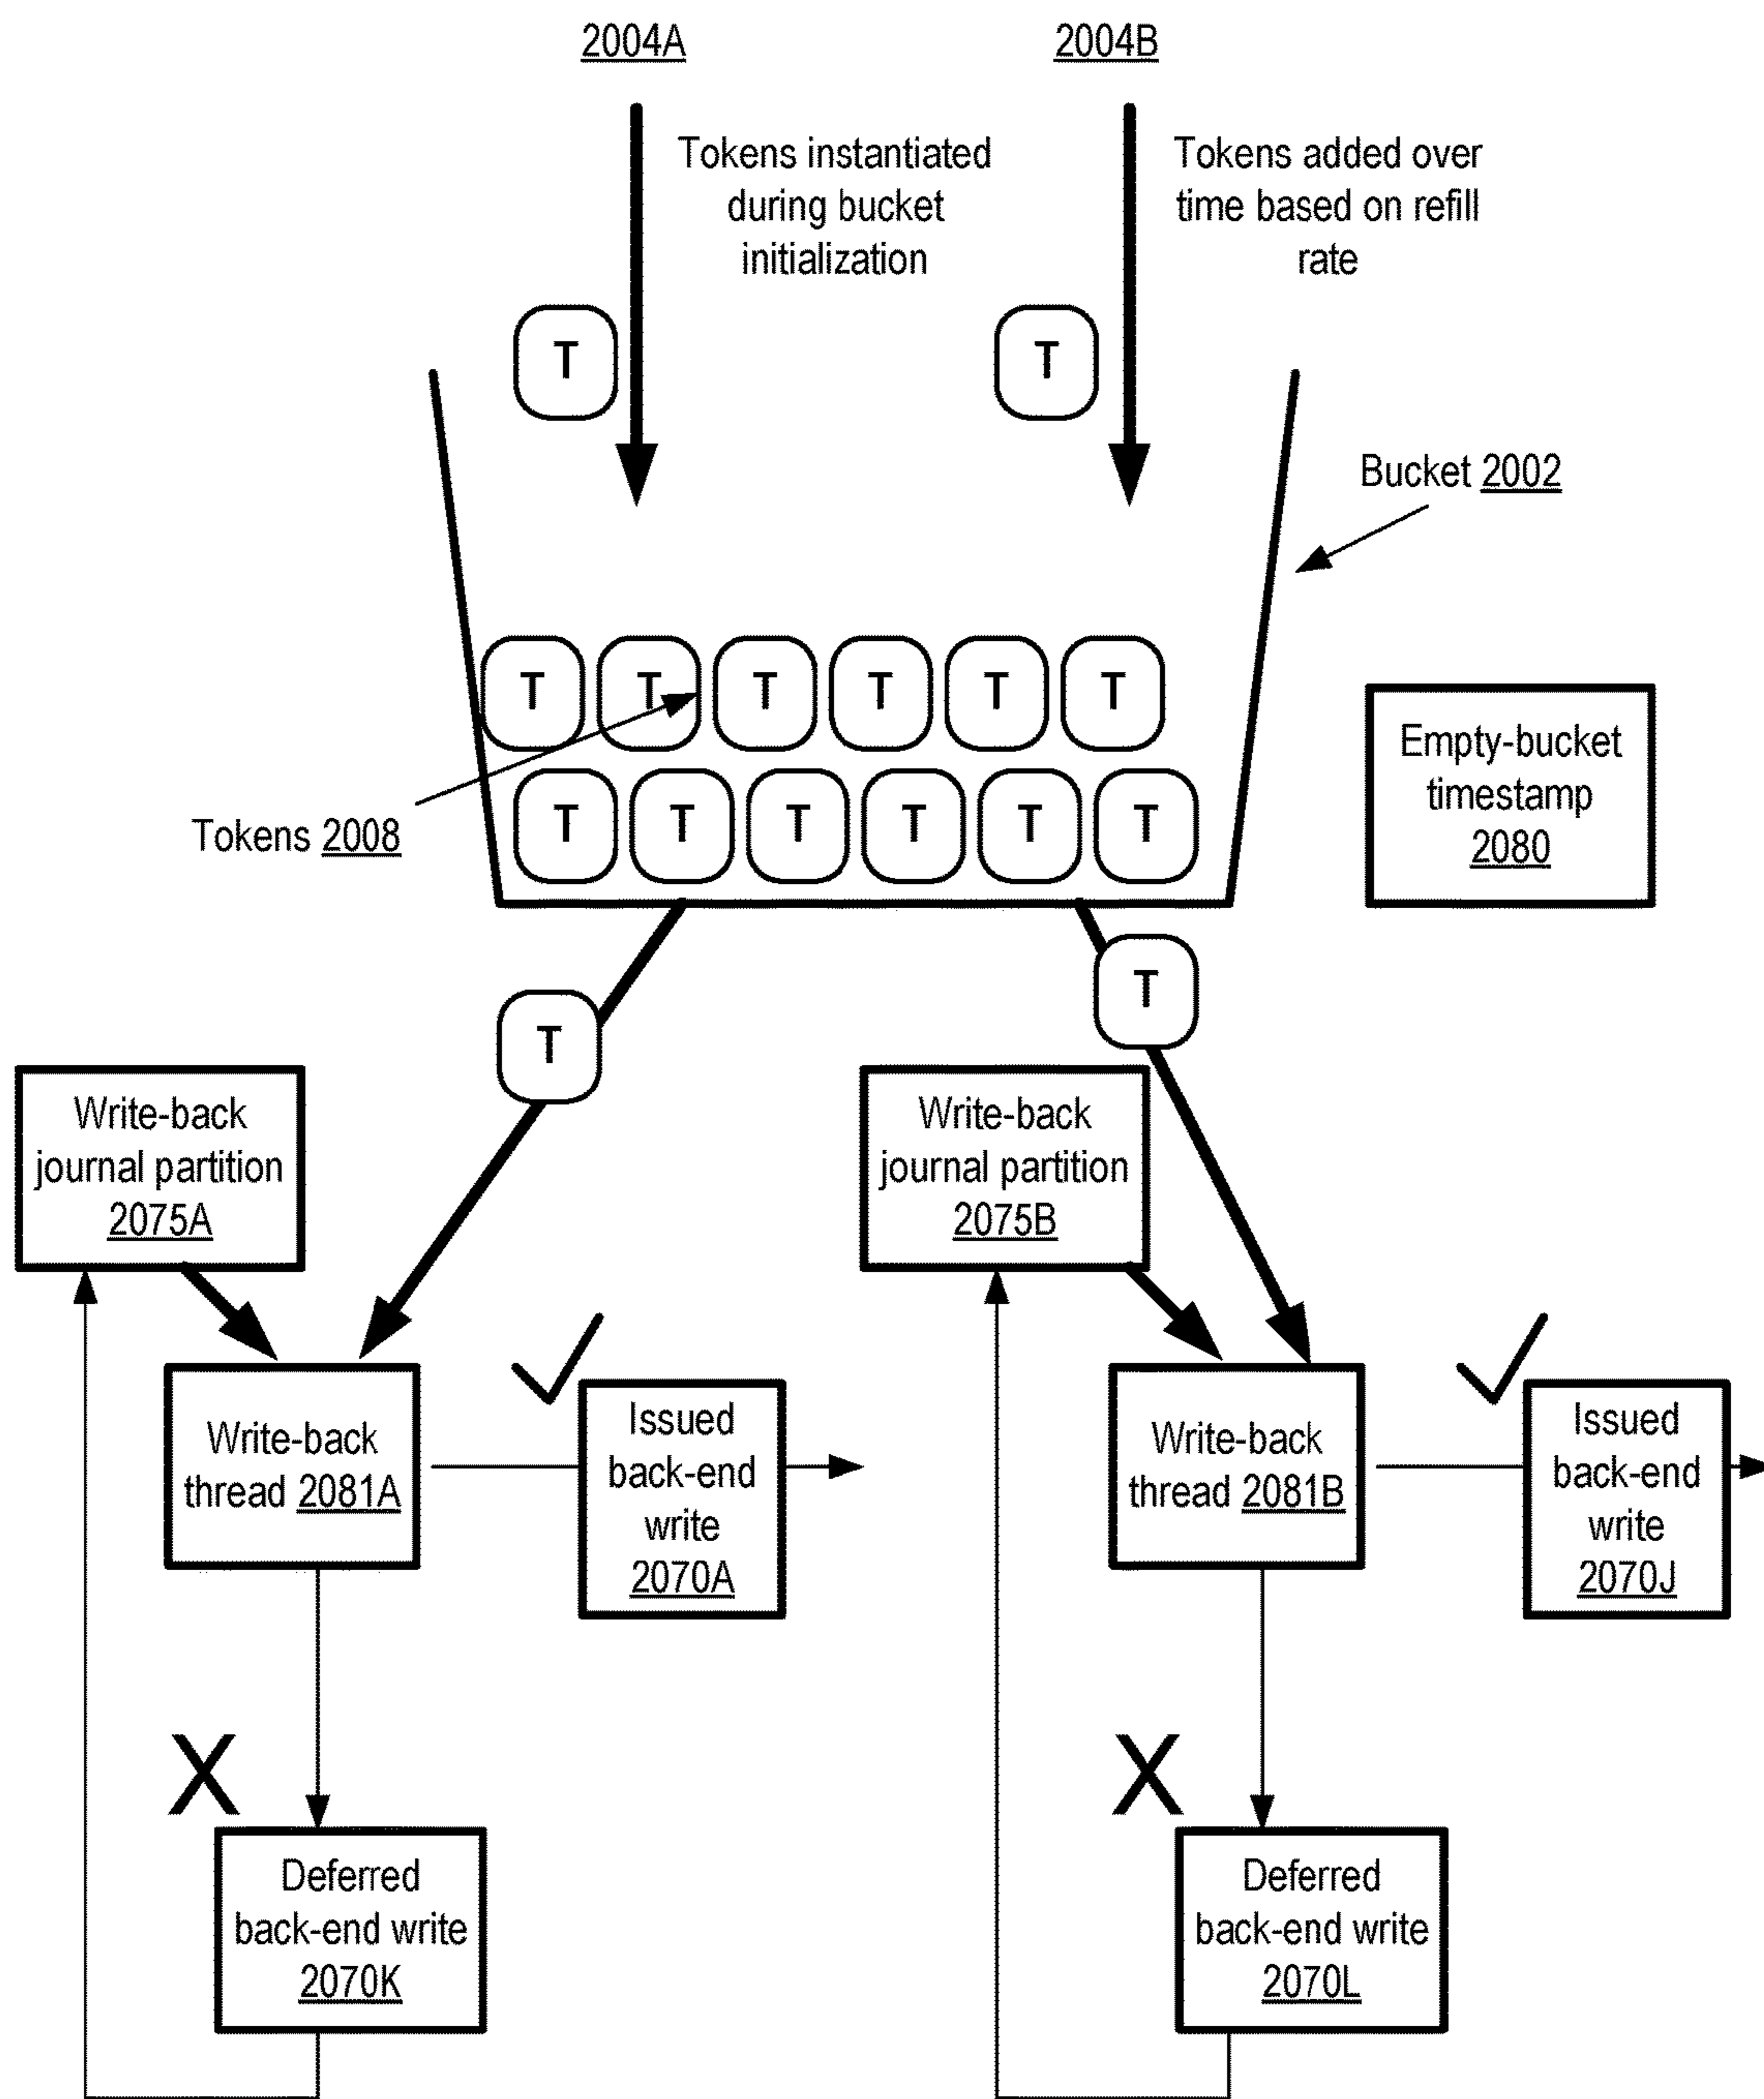 2004A
2004B
Tokens instantiated
during bucket
initialization
Tokens added over
time based on refill
rate
T
T
Bucket 2002
T T T T T T
Empty-bucket
timestamp
2080
T T T T T T
Tokens 2008
T
T
Write-back
journal partition
2075A
Write-back
journal partition
2075B
Write-back
thread 2081A
Issued
back-end
write
2070A
Write-back
thread 2081B
Issued
back-end
write
2070J
X
X
Deferred
back-end write
2070K
Deferred
back-end write
2070L